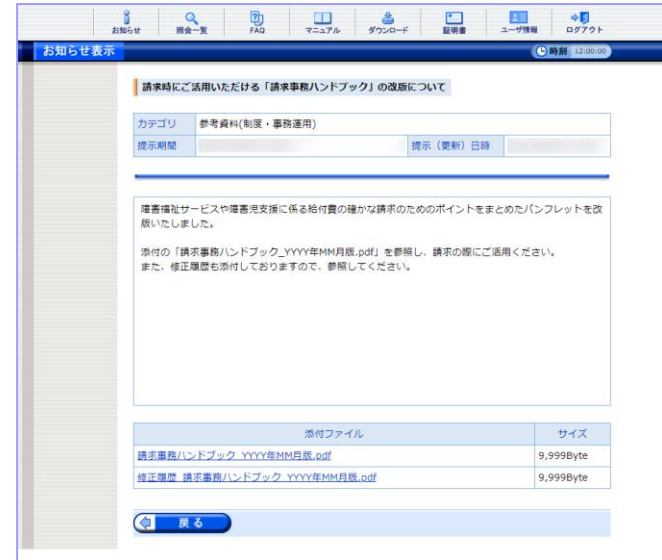 お知らせ 照会一覧 FAQ マニュアル ダウンロード 証明書 ユーザ情報 ログアウト
お知らせ表示 時刻 12:00:00
請求時にご活用いただける「請求事務ハンドブック」の改版について
カテゴリ 参考資料(制度・事務運用)
提示期間 提示（更新）日時
障害福祉サービスや障害児支援に係る給付費の確かな請求のためのポイントをまとめたパンフレットを改
版いたしました。
添付の「請求事務ハンドブック_YYYY年MM月版.pdf」を参照し、請求の際にご活用ください。
また、修正履歴も添付しておりますので、参照してください。
添付ファイル サイズ
請求事務ハンドブック_YYYY年MM月版.pdf 9,999Byte
修正履歴_請求事務ハンドブック_YYYY年MM月版.pdf 9,999Byte
戻る